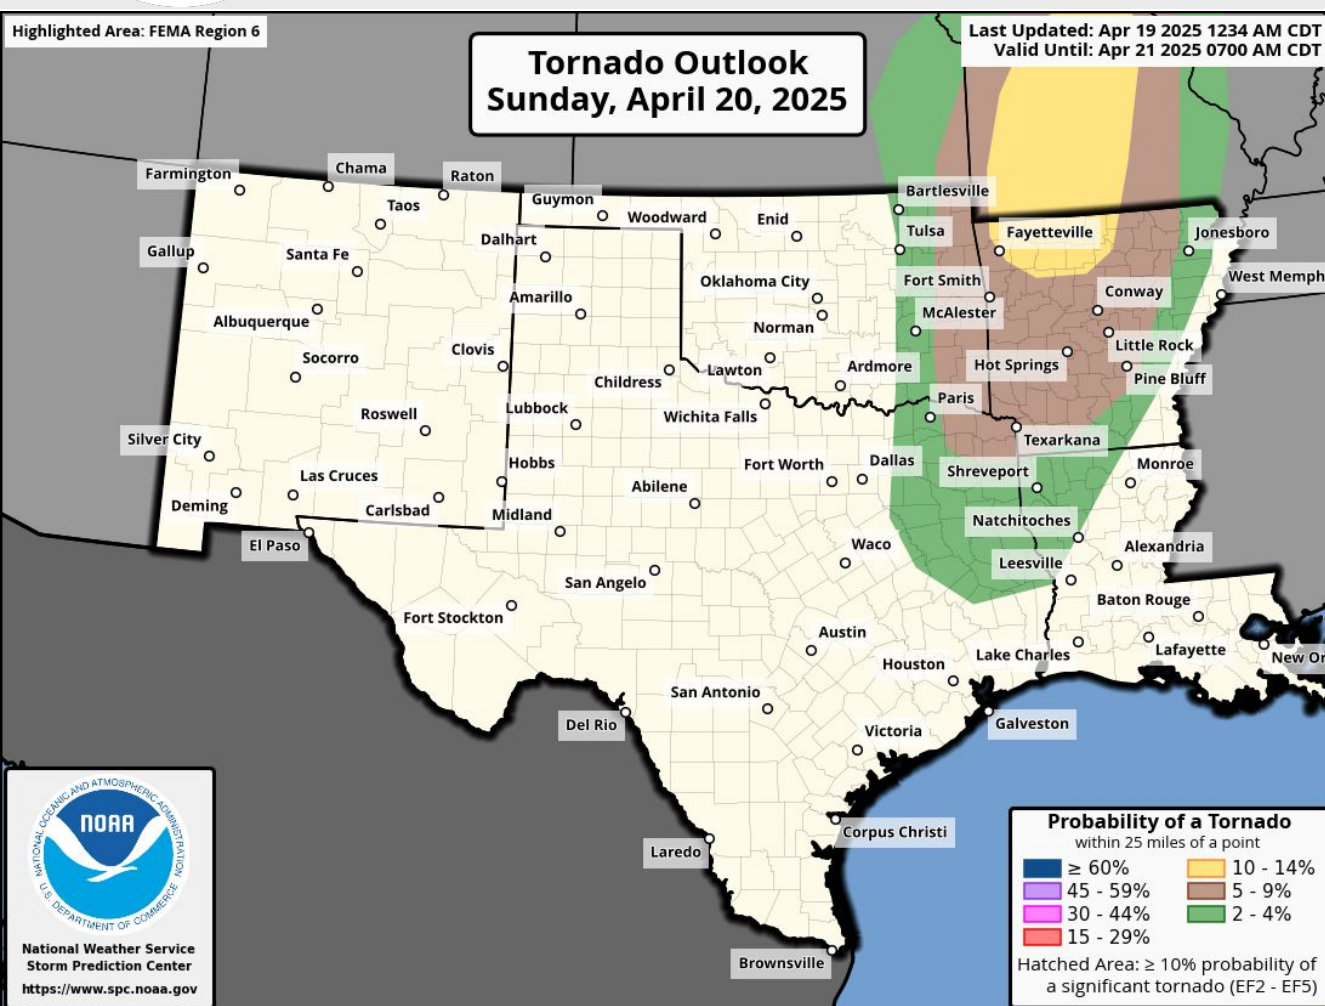 Highlighted Area: FEMA Region 6
Last Updated: Apr 19 2025 1234 AM CDT
Valid Until: Apr 21 2025 0700 AM CDT
Tornado Outlook
Sunday, April 20, 2025
Farmington
Chama
Raton
Taos
Guymon
Woodward
Enid
Bartlesville
Tulsa
Fayetteville
Jonesboro
Gallup
Santa Fe
Dalhart
Oklahoma City
Fort Smith
West Memph
Amarillo
Conway
Albuquerque
Norman
McAlester
Socorro
Clovis
Little Rock
Childress
Lawton
Ardmore
Hot Springs
Pine Bluff
Roswell
Lubbock
Wichita Falls
Paris
Silver City
Texarkana
Las Cruces
Hobbs
Abilene
Fort Worth
Dallas
Shreveport
Monroe
Deming
Carlsbad
Midland
Natchitoches
El Paso
Waco
Alexandria
San Angelo
Leesville
Fort Stockton
Baton Rouge
Austin
Houston
Lake Charles
Lafayette
New Or
San Antonio
Del Rio
Victoria
Galveston
Corpus Christi
Laredo
Brownsville
NATIONAL OCEANIC AND ATMOSPHERIC ADMINISTRATION
NOAA
U.S. DEPARTMENT OF COMMERCE
National Weather Service
Storm Prediction Center
https://www.spc.noaa.gov
Probability of a Tornado
within 25 miles of a point
≥ 60%
10 - 14%
45 - 59%
5 - 9%
30 - 44%
2 - 4%
15 - 29%
Hatched Area: ≥ 10% probability of
a significant tornado (EF2 - EF5)